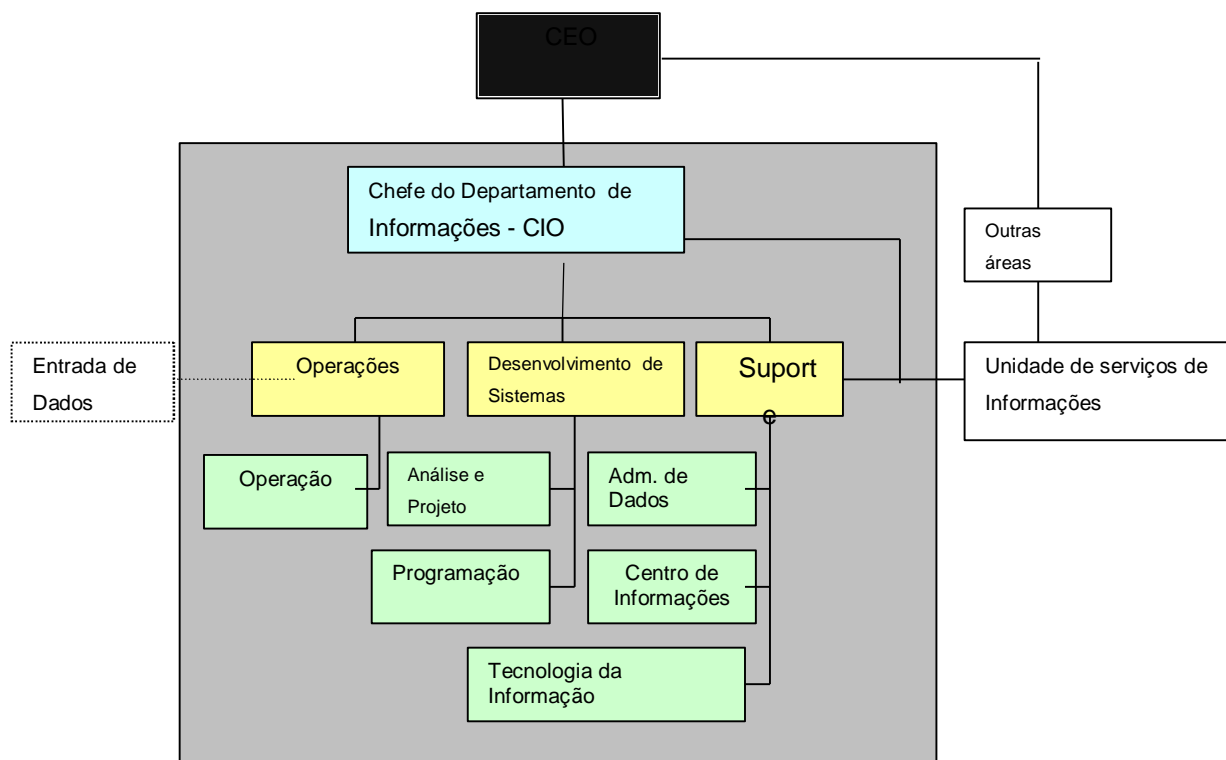 CEO
Chefe do Departamento de
Informações - CIO
Outras
áreas
Entrada de
Dados
Operações
Desenvolvimento de
Sistemas
Suport
e
Unidade de serviços de
Informações
Operação
Análise e
Projeto
Adm. de
Dados
Programação
Centro de
Informações
Tecnologia da
Informação